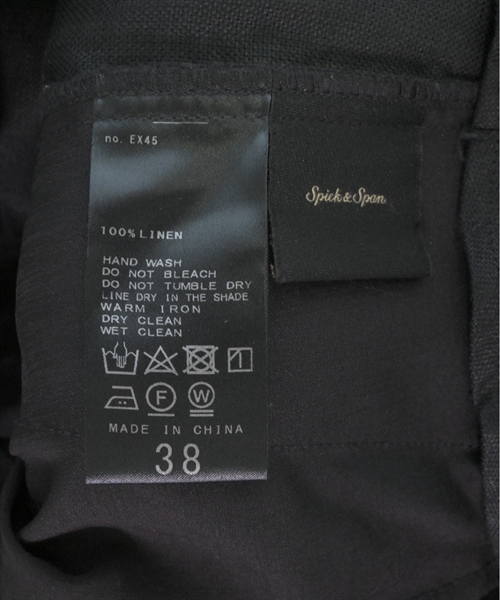 no. EX45
Spick & Span
100% LINEN
HAND WASH
DO NOT BLEACH
DO NOT TUMBLE DRY
LINE DRY IN THE SHADE
WARM IRON
DRY CLEAN
WET CLEAN
F W
MADE IN CHINA
38